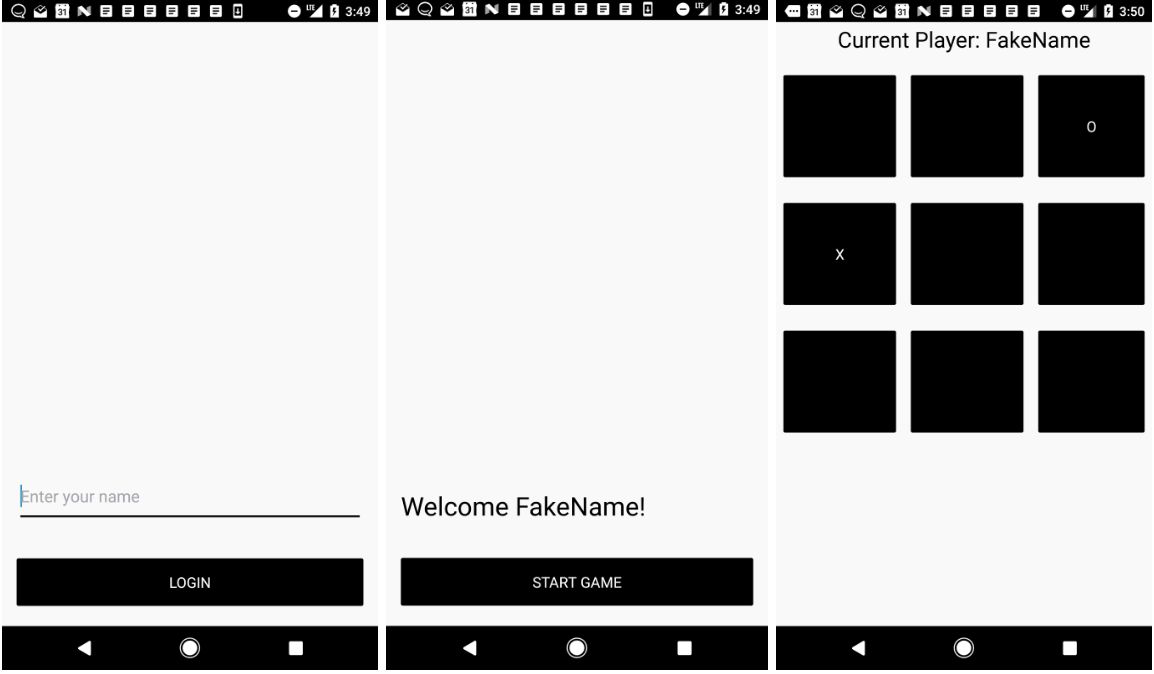 31
LTE
3:49
Enter your name
LOGIN
31
LTE
3:49
Welcome FakeName!
START GAME
31
31
LTE
3:50
Current Player: FakeName
O
X